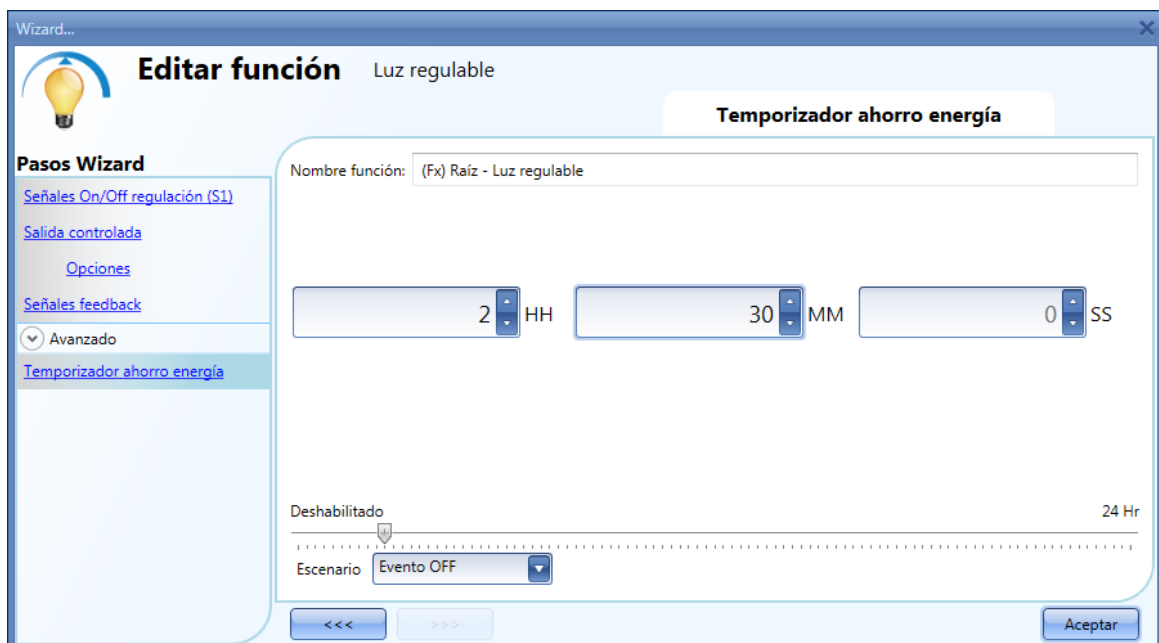 Wizard...
Editar función Luz regulable
Temporizador ahorro energía
Pasos Wizard
Señales On/Off regulación (S1)
Salida controlada
Opciones
Señales feedback
Avanzado
Temporizador ahorro energía
Nombre función: (Fx) Raíz - Luz regulable
2 HH 30 MM 0 SS
Deshabilitado 24 Hr
Escenario Evento OFF
<<< >>> Aceptar